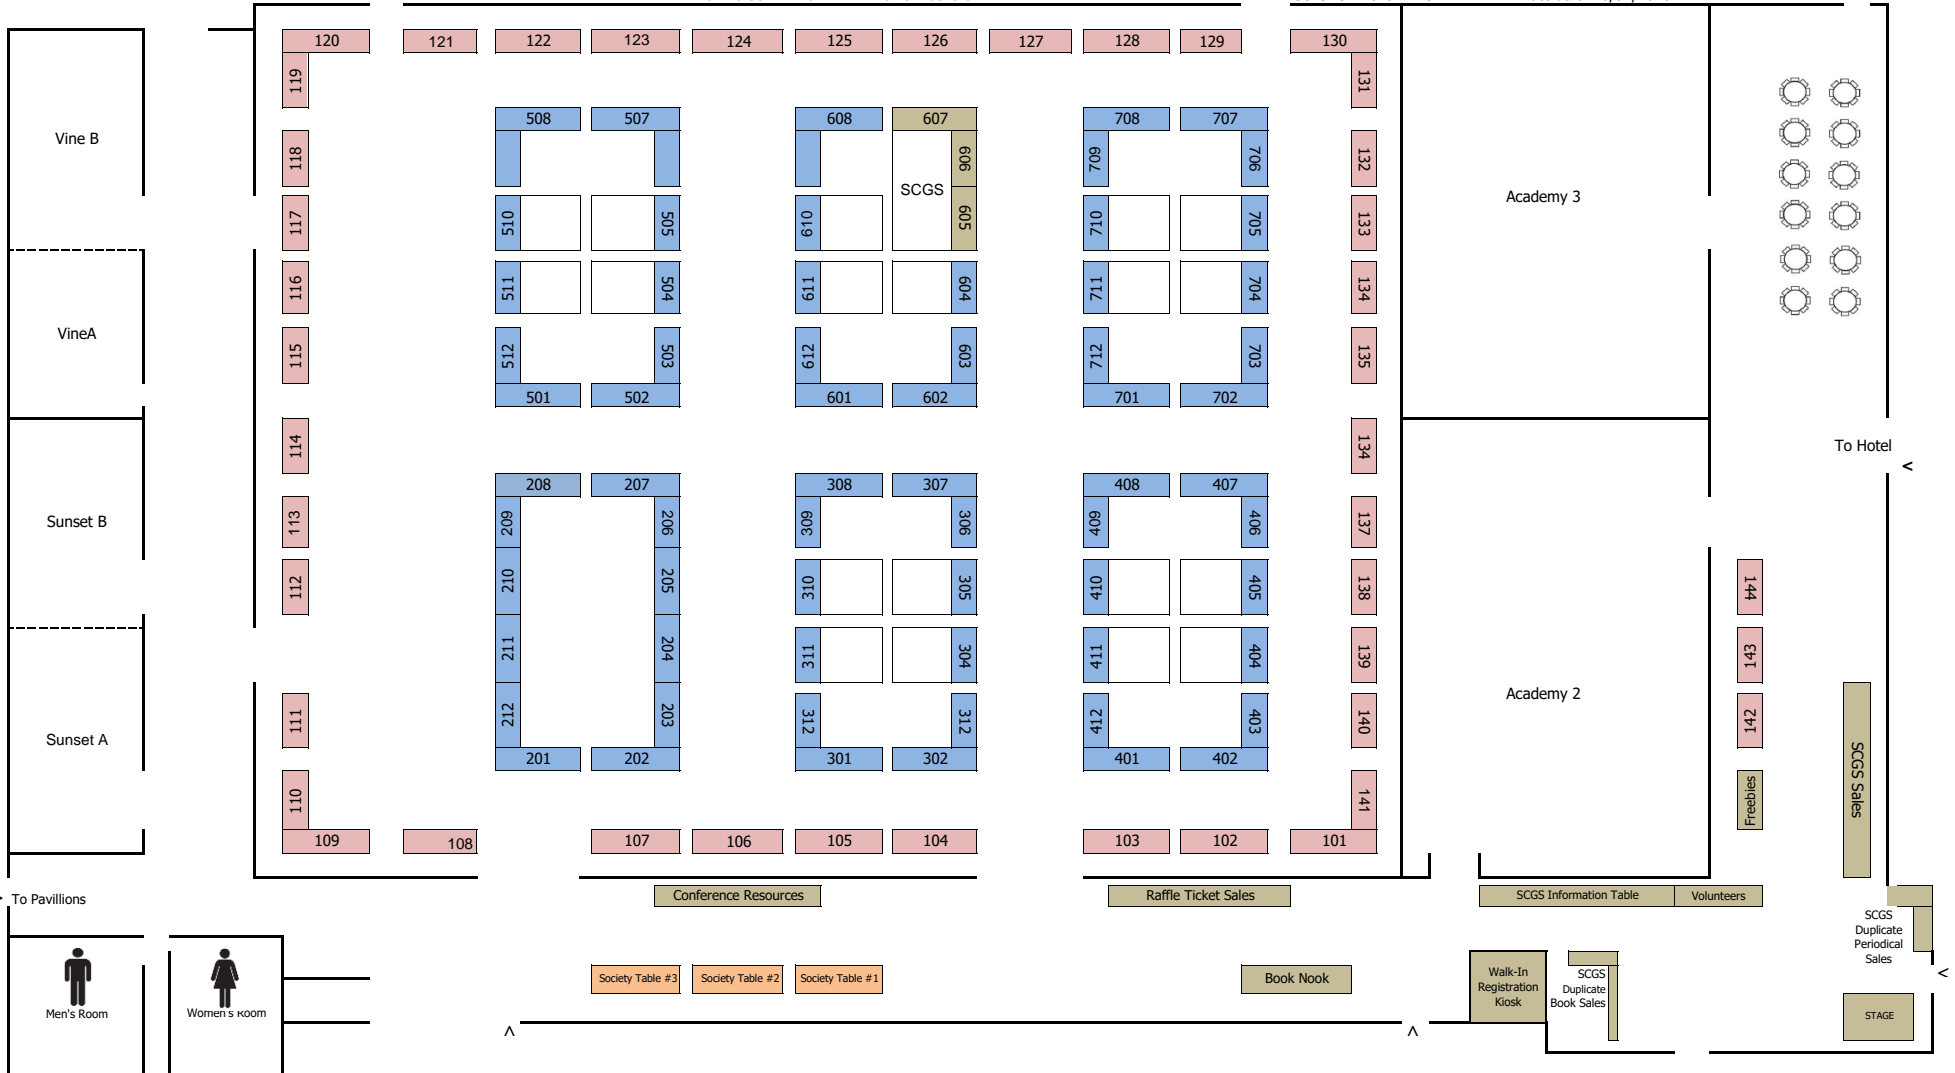 120 121 122 123 124 125 126 127 128 129 130
119 131
508 507 608 607 708 707
Vine B
118 606 709 706 132
SCGS
Academy 3
117 510 505 610 605 710 705 133
116 511 504 611 604 711 704 134
VineA
115 512 503 612 603 712 703 135
501 502 601 602 701 702
114 134
To Hotel
<
208 207 308 307 408 407
Sunset B
113 209 206 309 306 409 406 137
112 210 205 310 305 410 405 138 144
211 204 311 304 411 404 139 143
Academy 2
111 212 203 312 312 412 403 140 142
Sunset A
201 202 301 302 401 402
SCGS Sales
110 141 Freebies
109 108 107 106 105 104 103 102 101
To Pavillions
Conference Resources
Raffle Ticket Sales
SCGS Information Table
Volunteers
SCGS
Duplicate
Periodical
Sales
<
Society Table #3 Society Table #2 Society Table #1
Book Nook
Walk-In
Registration
Kiosk
SCGS
Duplicate
Book Sales
Men's Room
Women's Room
STAGE
^ ^